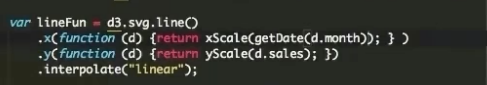 var lineFun = d3.svg.line()
.x(function (d) {return xScale(getDate(d.month)); } )
.y(function (d) {return yScale(d.sales); })
.interpolate("linear");